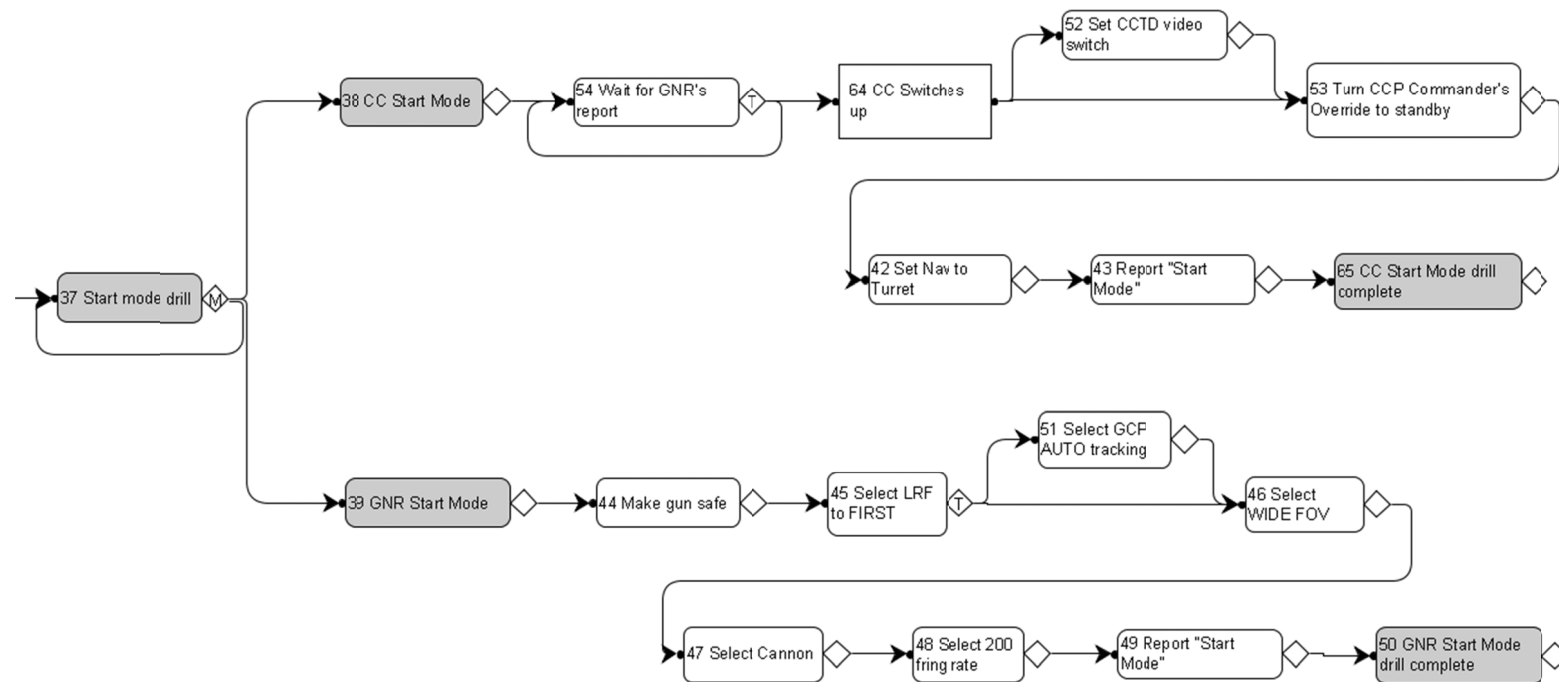 52 Set CCTD video
switch
38 CC Start Mode
54 Wait for GNR's
report
T
64 CC Switches
up
53 Turn CCP Commander's
Override to standby
42 Set Nav to
Turret
43 Report "Start
Mode"
65 CC Start Mode drill
complete
37 Start mode drill
M
51 Select GCP
AUTO tracking
39 GNR Start Mode
44 Make gun safe
45 Select LRF
to FIRST
T
46 Select
WIDE FOV
47 Select Cannon
48 Select 200
fring rate
49 Report "Start
Mode"
50 GNR Start Mode
drill complete